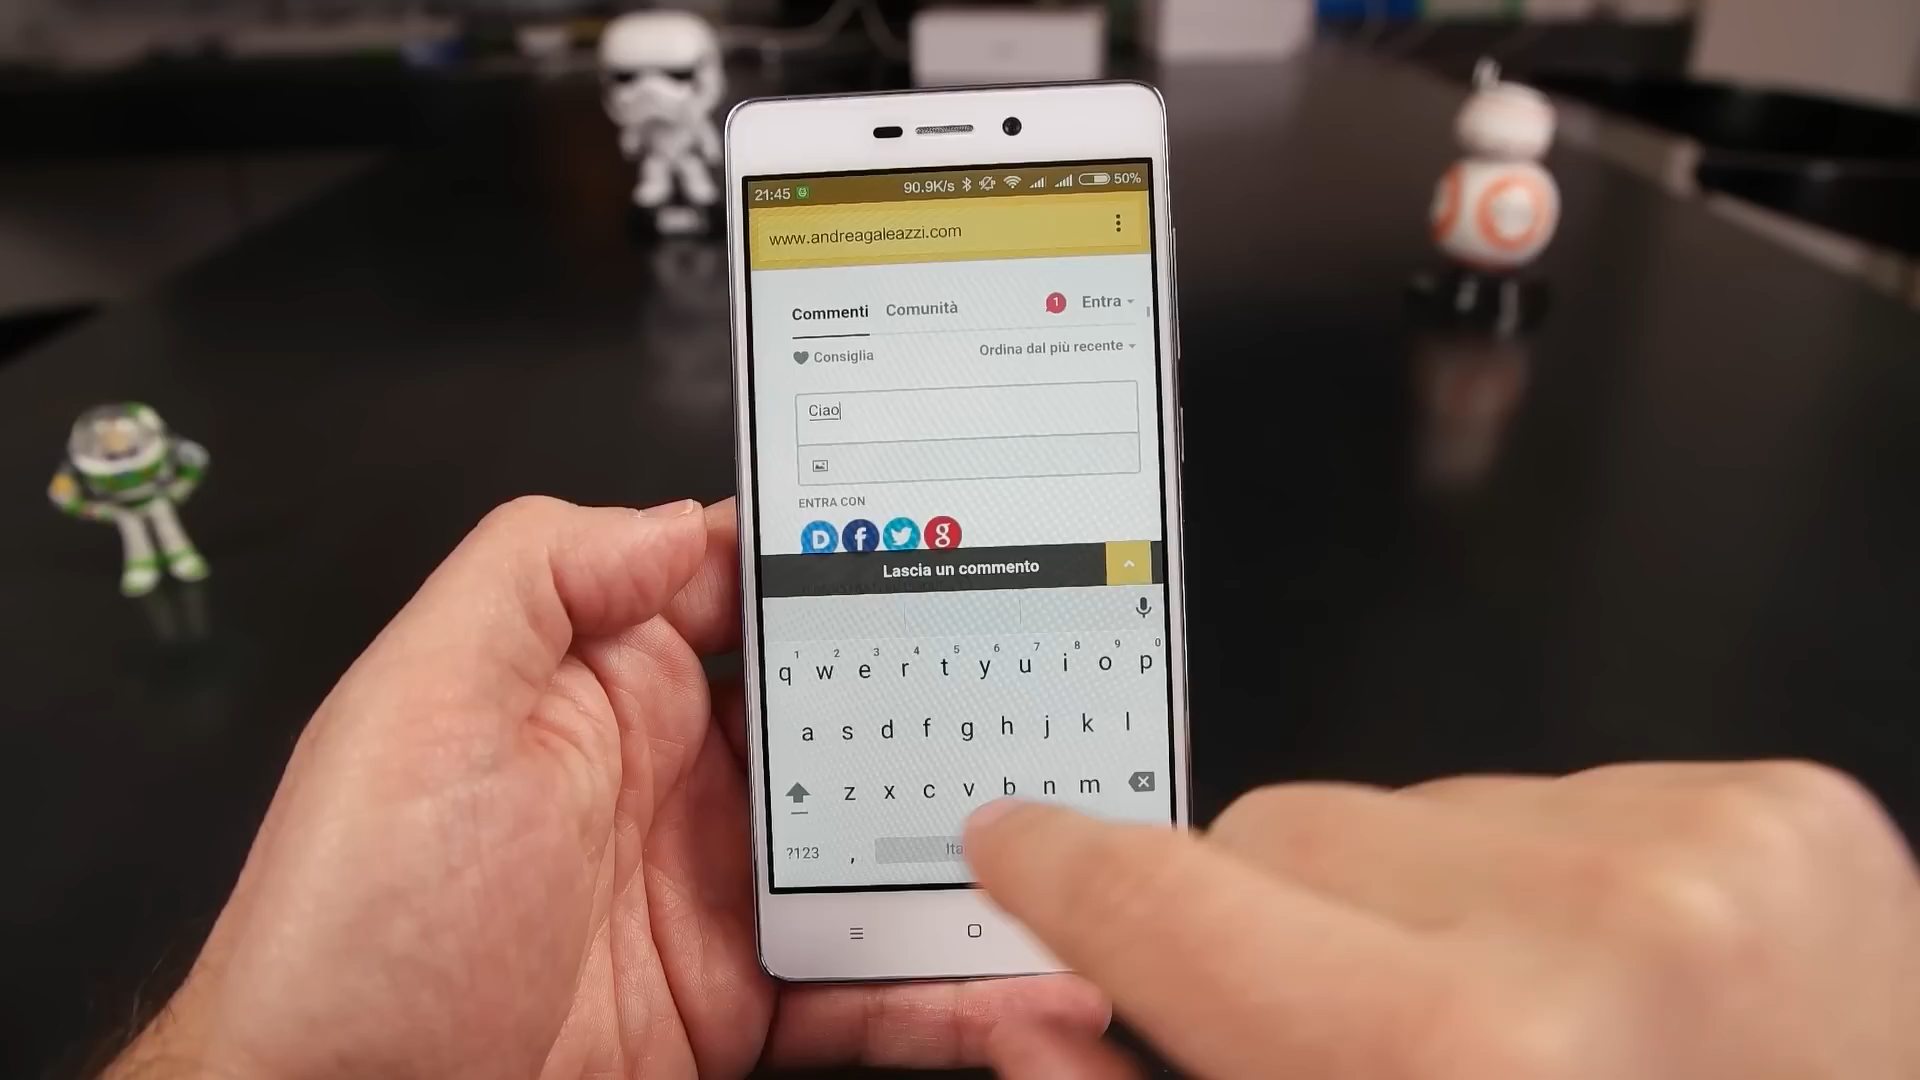 21:45 90.9K/s 50%
www.andreagaleazzi.com
Commenti Comunità 1 Entra
Consiglia Ordina dal più recente
Ciao
ENTRA CON
D f g
Lascia un commento
1 2 3 4 5 6 7 8 9 0
q w e r t y u i o p
a s d f g h j k l
z x c v b n m
?123 , Ita